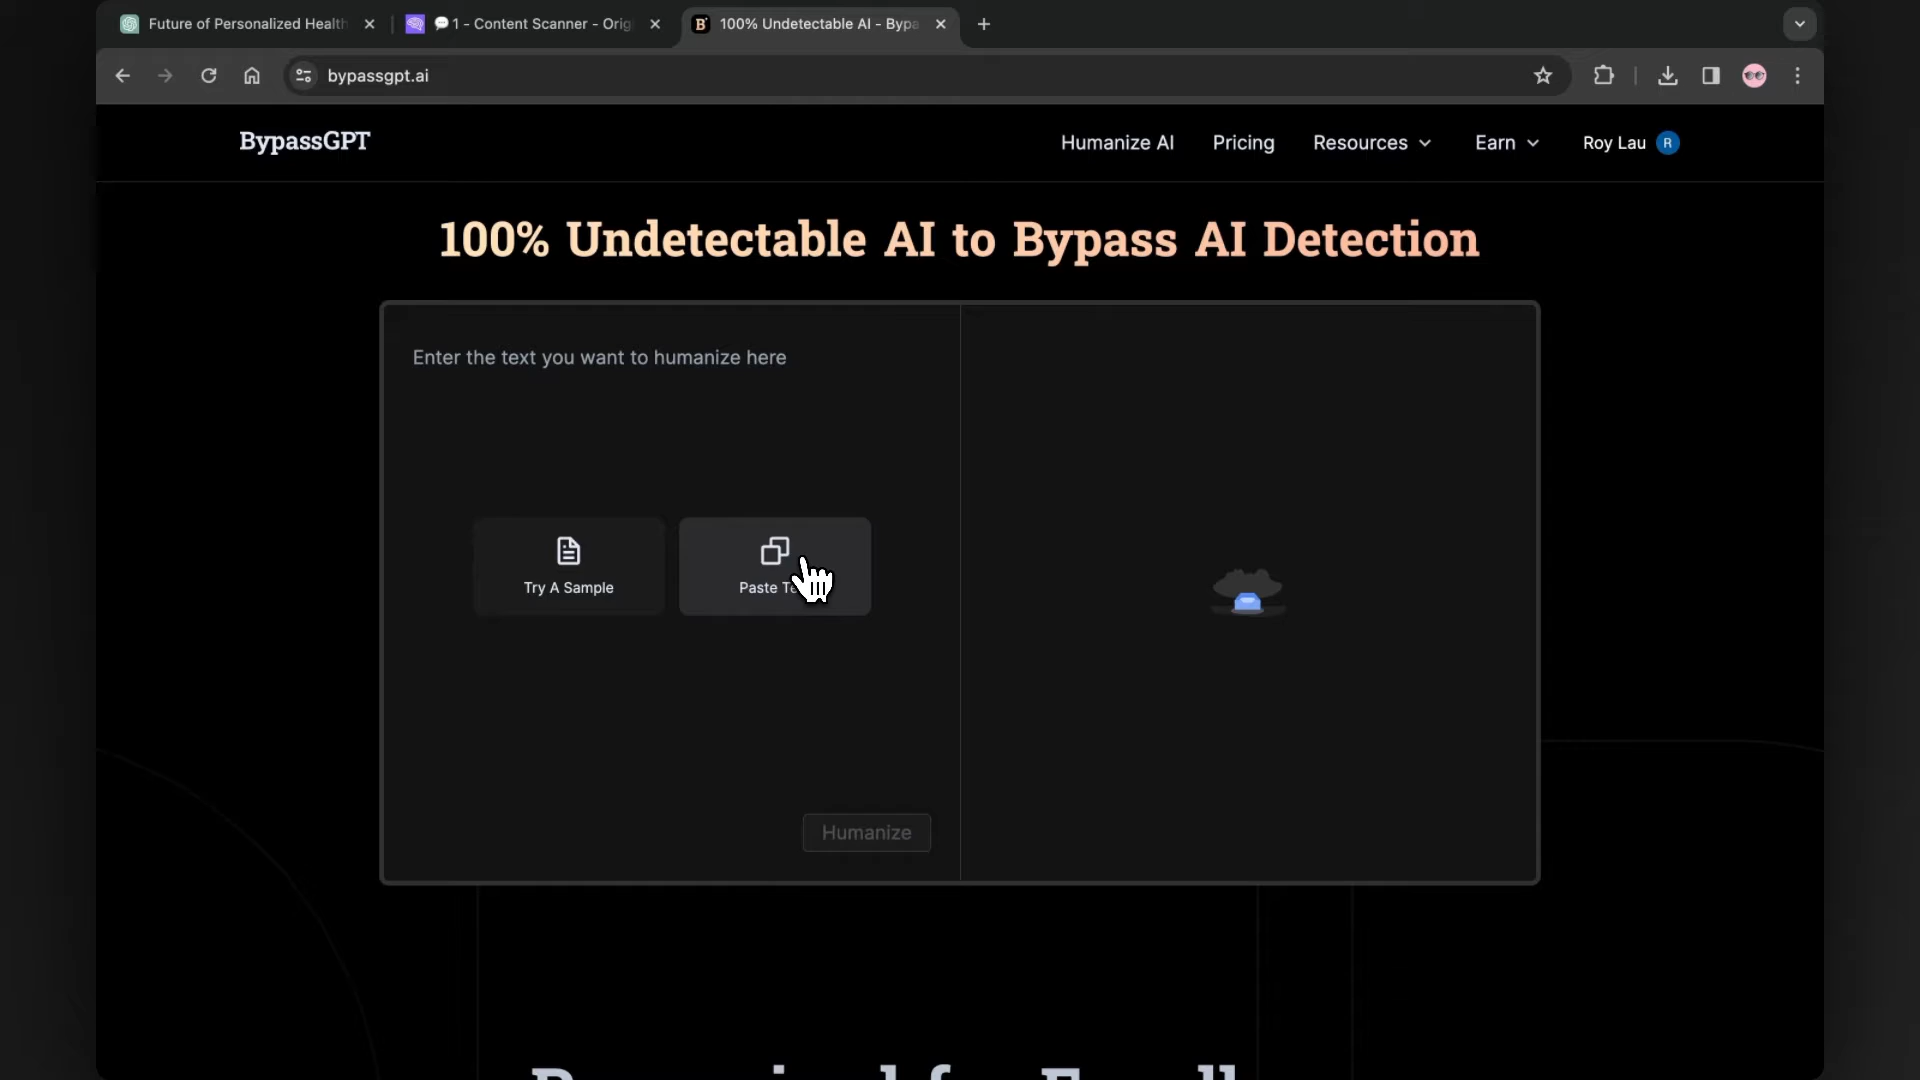 Future of Personalized Health
1 - Content Scanner - Orig
100% Undetectable AI - Bypa
bypassgpt.ai
BypassGPT
Humanize AI
Pricing
Resources
Earn
Roy Lau
R
100% Undetectable AI to Bypass AI Detection
Enter the text you want to humanize here
Try A Sample
Paste Te
Humanize